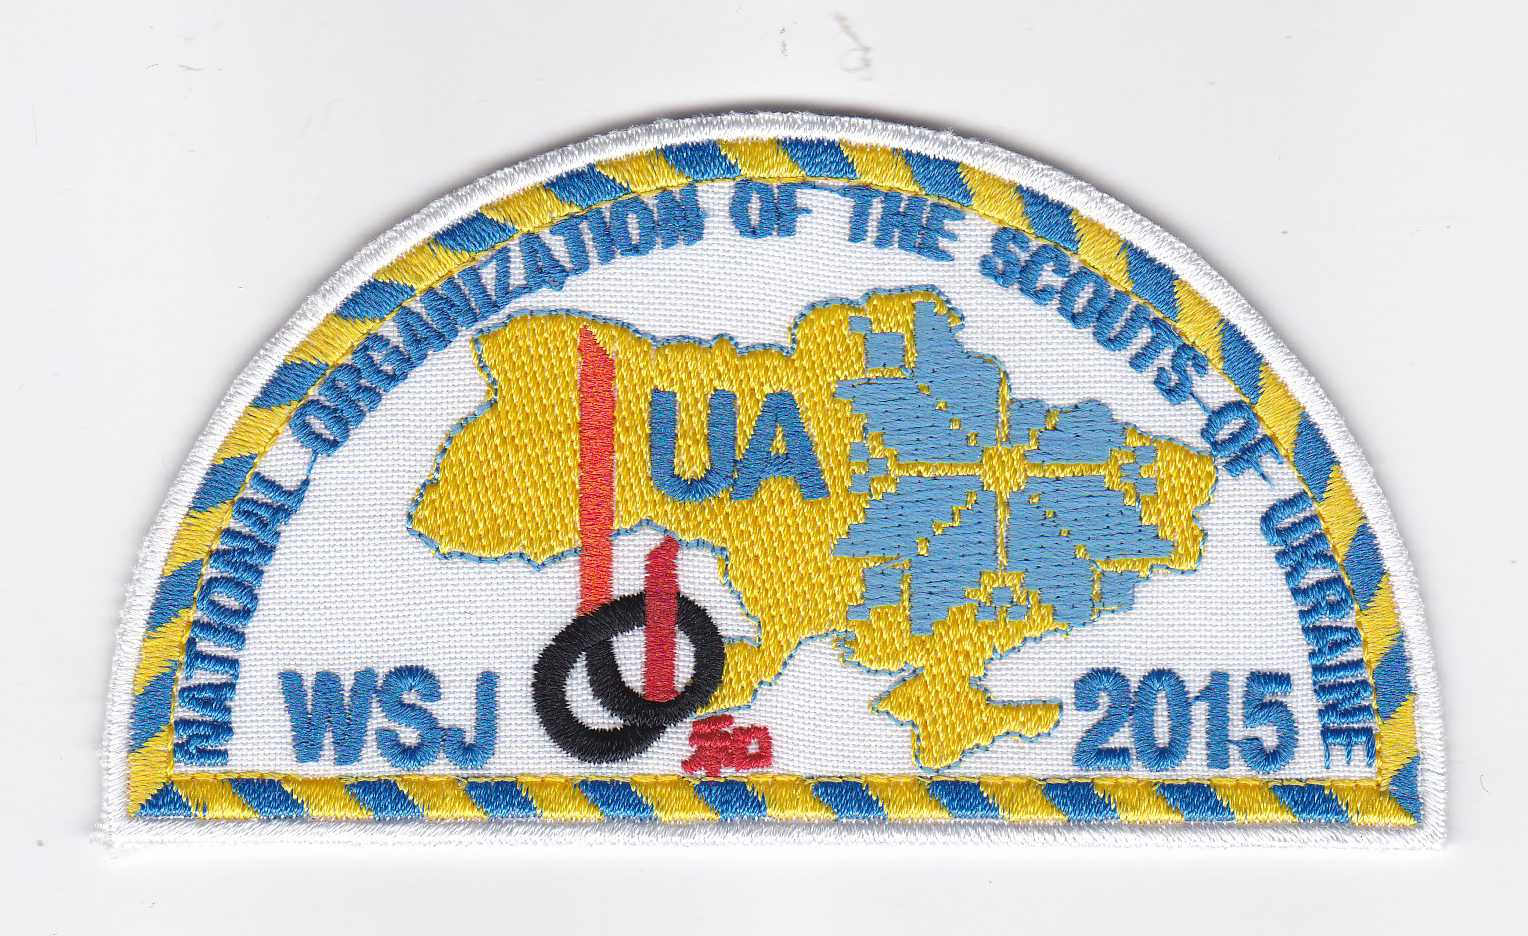 NATIONAL ORGANIZATION OF THE SCOUTS OF UKRAINE
UA
WSJ
2015